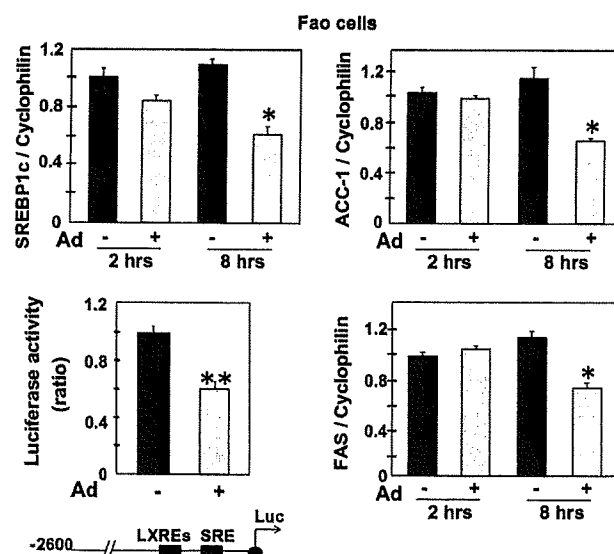 Fao cells
SREBP1c / Cyclophilin
1.2
0.8
0.4
0
Ad - + - +
2 hrs 8 hrs
*
ACC-1 / Cyclophilin
1.2
0.6
0
Ad - + - +
2 hrs 8 hrs
*
Luciferase activity
(ratio)
1.2
0.8
0.4
0
Ad - +
**
-2600 // LXREs SRE Luc
FAS / Cyclophilin
1.2
0.8
0.4
0
Ad - + - +
2 hrs 8 hrs
*